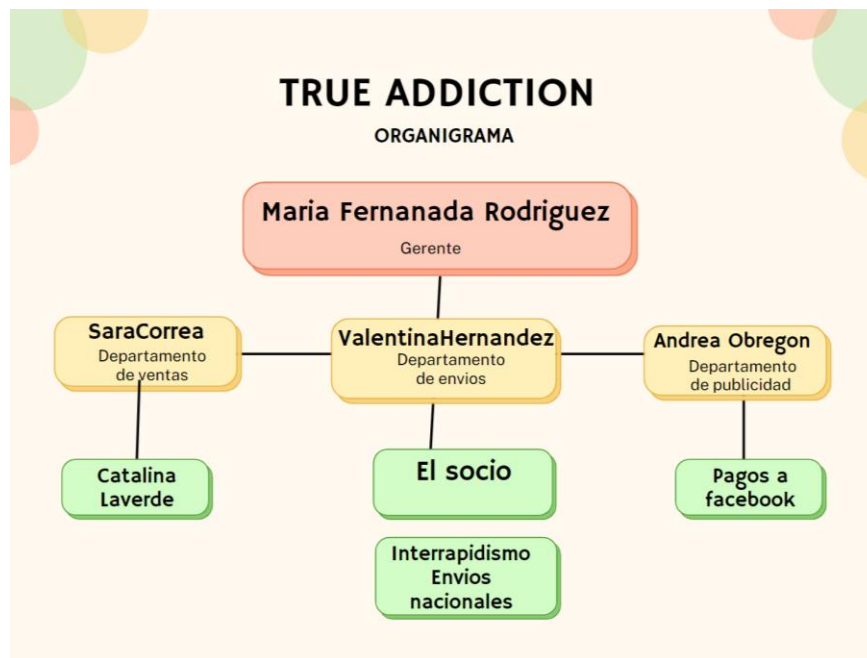 TRUE ADDICTION
ORGANIGRAMA
Maria Fernanada Rodriguez
Gerente
SaraCorrea
Departamento
de ventas
ValentinaHernandez
Departamento
de envios
Andrea Obregon
Departamento
de publicidad
Catalina
Laverde
El socio
Pagos a
facebook
Interrapidismo
Envios
nacionales